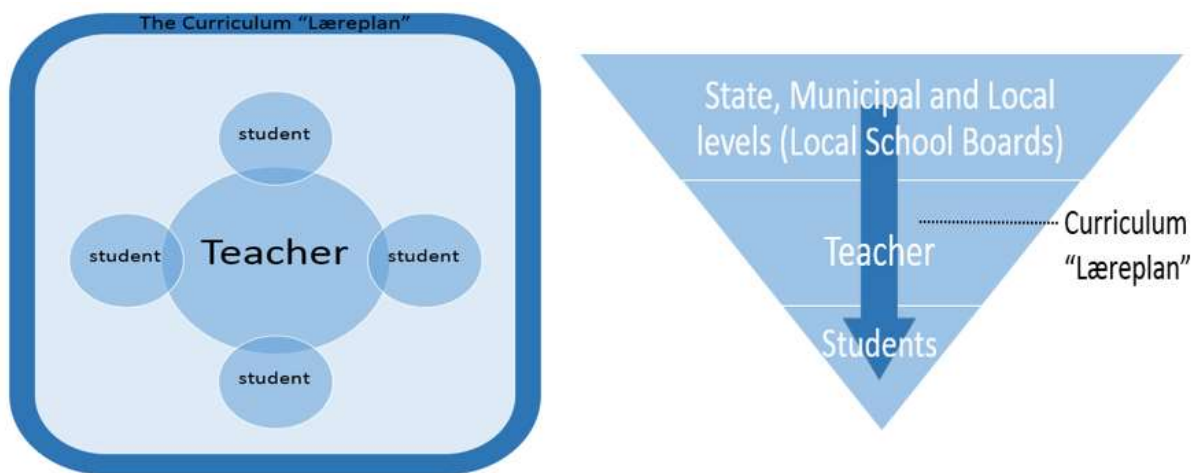 The Curriculum “Læreplan”
student
student
Teacher
student
student
State, Municipal and Local
levels (Local School Boards)
Teacher
Students
Curriculum
“Læreplan”